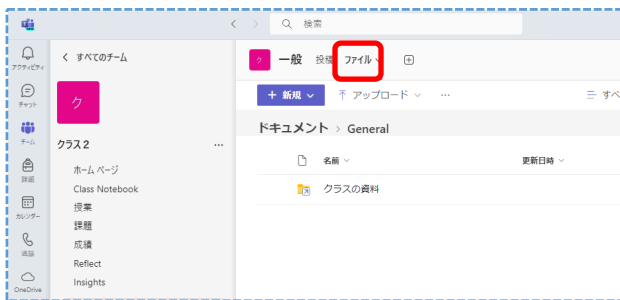 検索
アクティビティ
チャット
チーム
課題
カレンダー
通話
OneDrive
すべてのチーム
ク
クラス 2
ホーム ページ
Class Notebook
授業
課題
成績
Reflect
Insights
ク 一般 投稿 ファイル
+ 新規 アップロード ... すべ
ドキュメント > General
名前 更新日時
クラスの資料